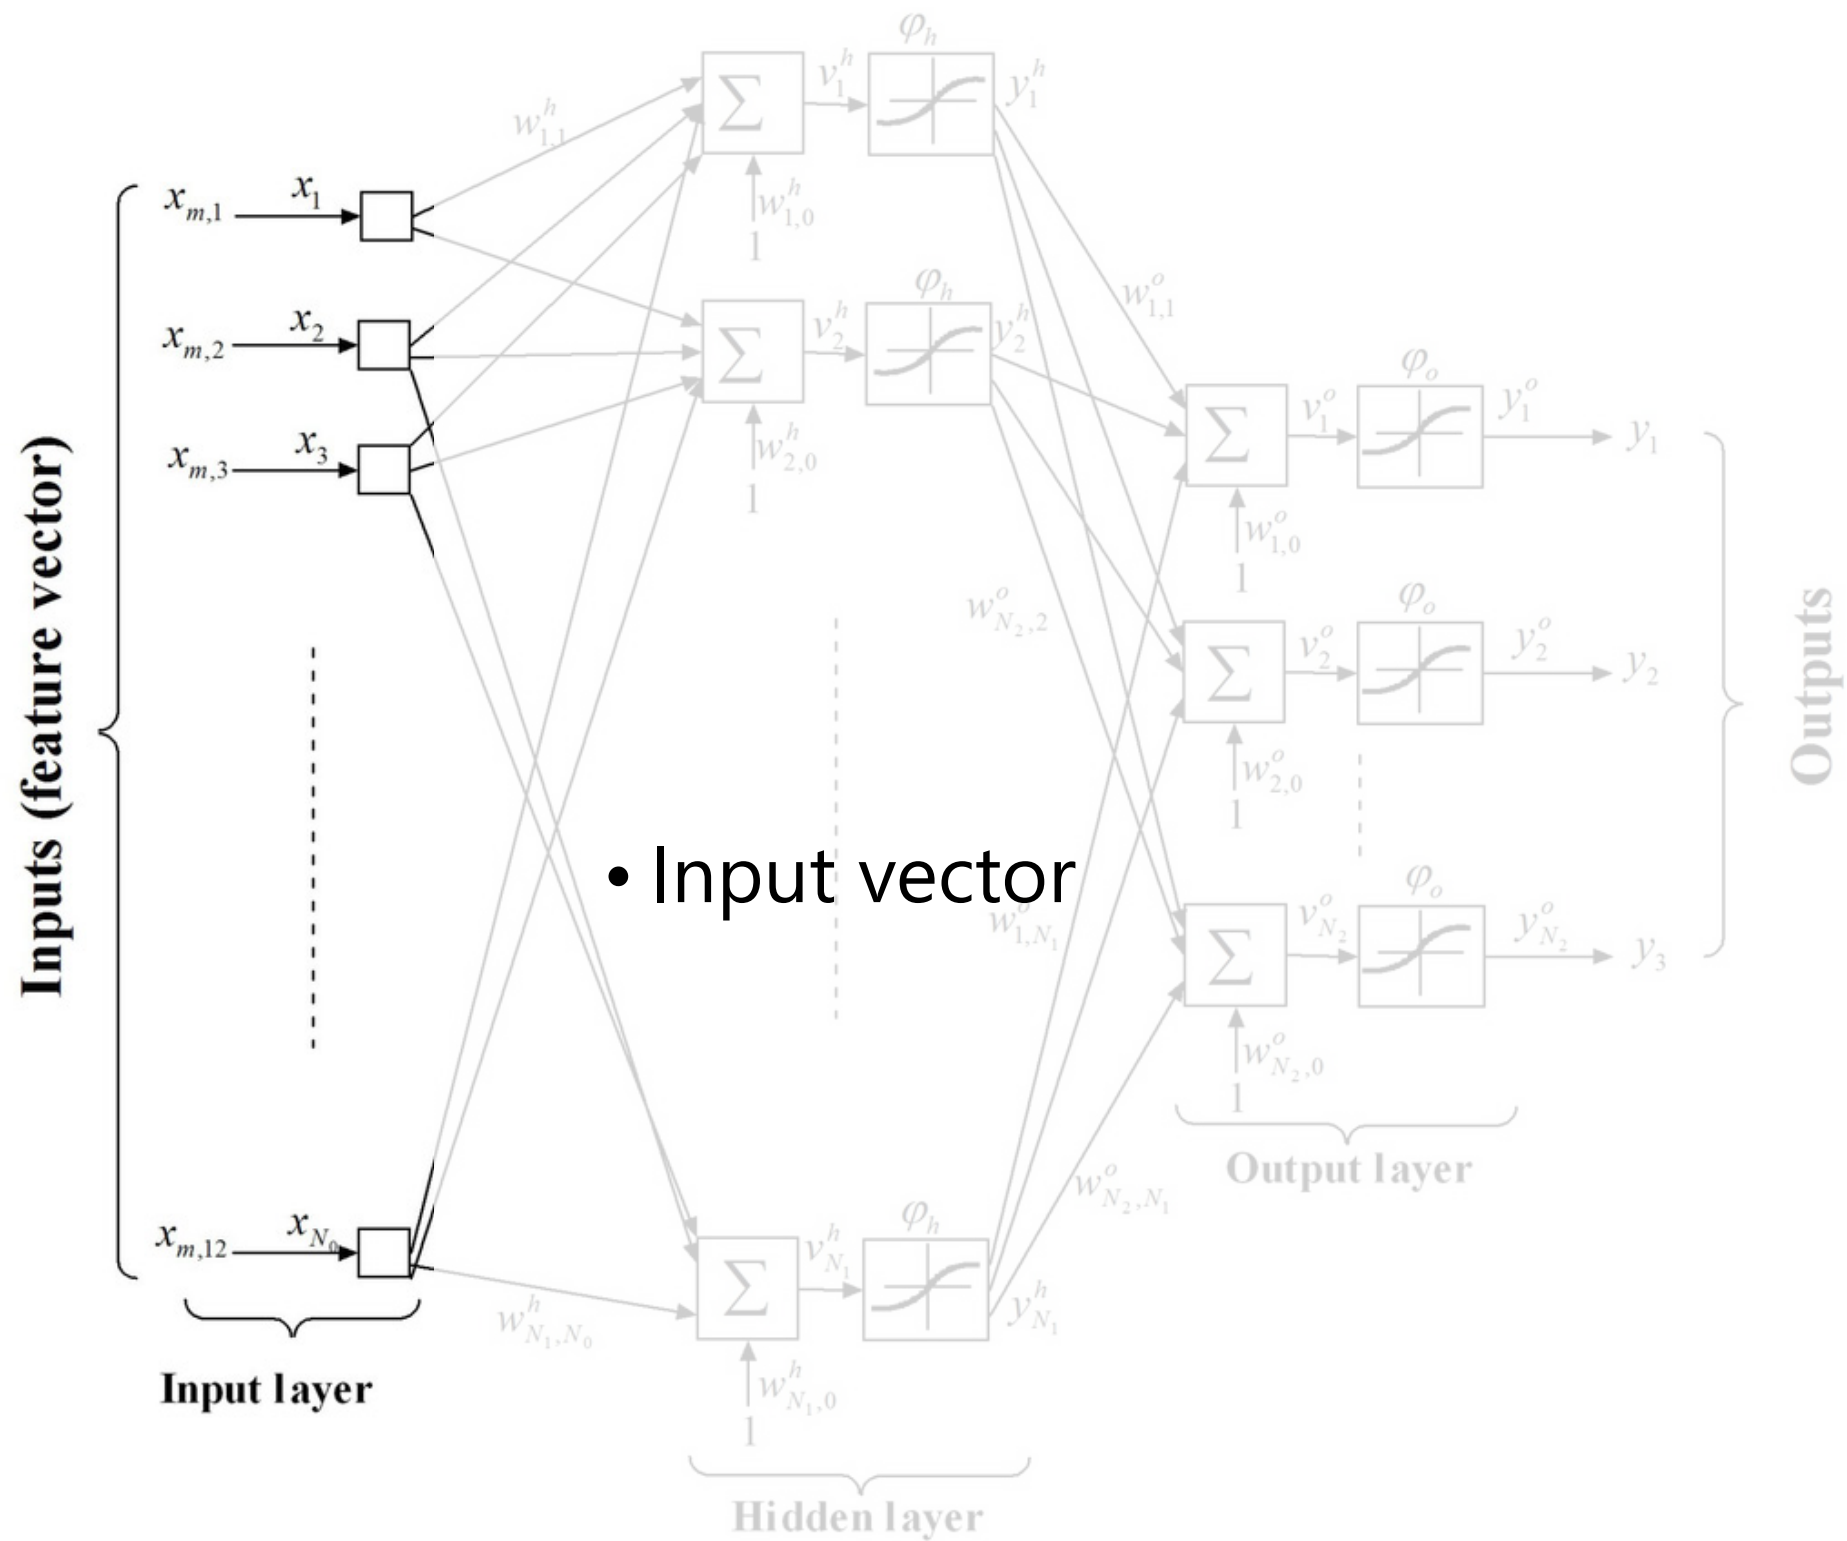 Inputs (feature vector)
x_{m,1} x_1
x_{m,2} x_2
x_{m,3} x_3
x_{m,12} x_{N_0}
Input layer
w^h_{1,1}
Σ v^h_1 φ_h y^h_1
w^h_{1,0}
1
Σ v^h_2 φ_h y^h_2
w^h_{2,0}
1
• Input vector
w^h_{N_1,N_0}
Σ v^h_{N_1} φ_h y^h_{N_1}
w^h_{N_1,0}
1
Hidden layer
w^o_{1,1}
w^o_{N_2,2}
w^o_{1,N_1}
w^o_{N_2,N_1}
Σ v^o_1 φ_o y^o_1 y_1
w^o_{1,0}
1
Σ v^o_2 φ_o y^o_2 y_2
w^o_{2,0}
1
Σ v^o_{N_2} φ_o y^o_{N_2} y_3
w^o_{N_2,0}
1
Output layer
Outputs